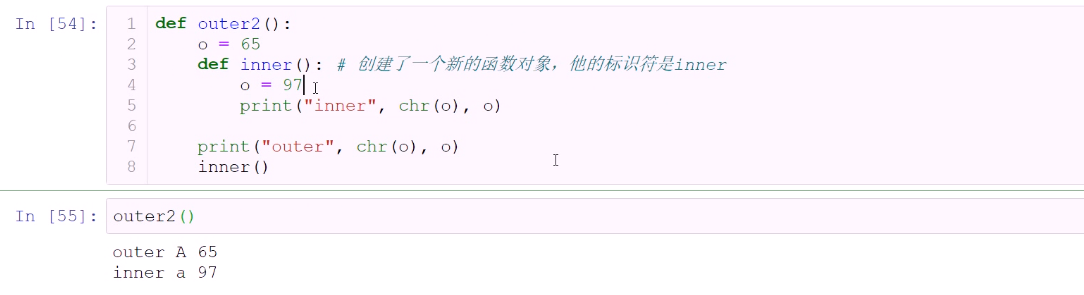 In [54]:
1 def outer2():
2     o = 65
3     def inner(): # 创建了一个新的函数对象，他的标识符是inner
4         o = 97
5         print("inner", chr(o), o)
6
7     print("outer", chr(o), o)
8     inner()
In [55]: outer2()
outer A 65
inner a 97